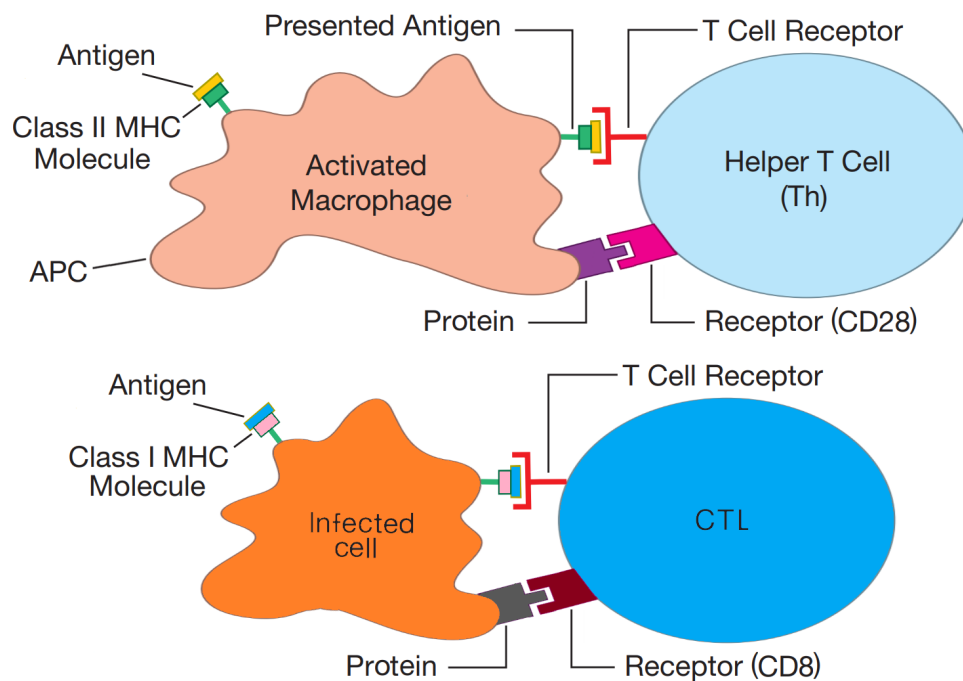 Presented Antigen
T Cell Receptor
Antigen
Class II MHC
Molecule
Activated
Macrophage
Helper T Cell
(Th)
APC
Protein
Receptor (CD28)
T Cell Receptor
Antigen
Class I MHC
Molecule
Infected
cell
CTL
Protein
Receptor (CD8)